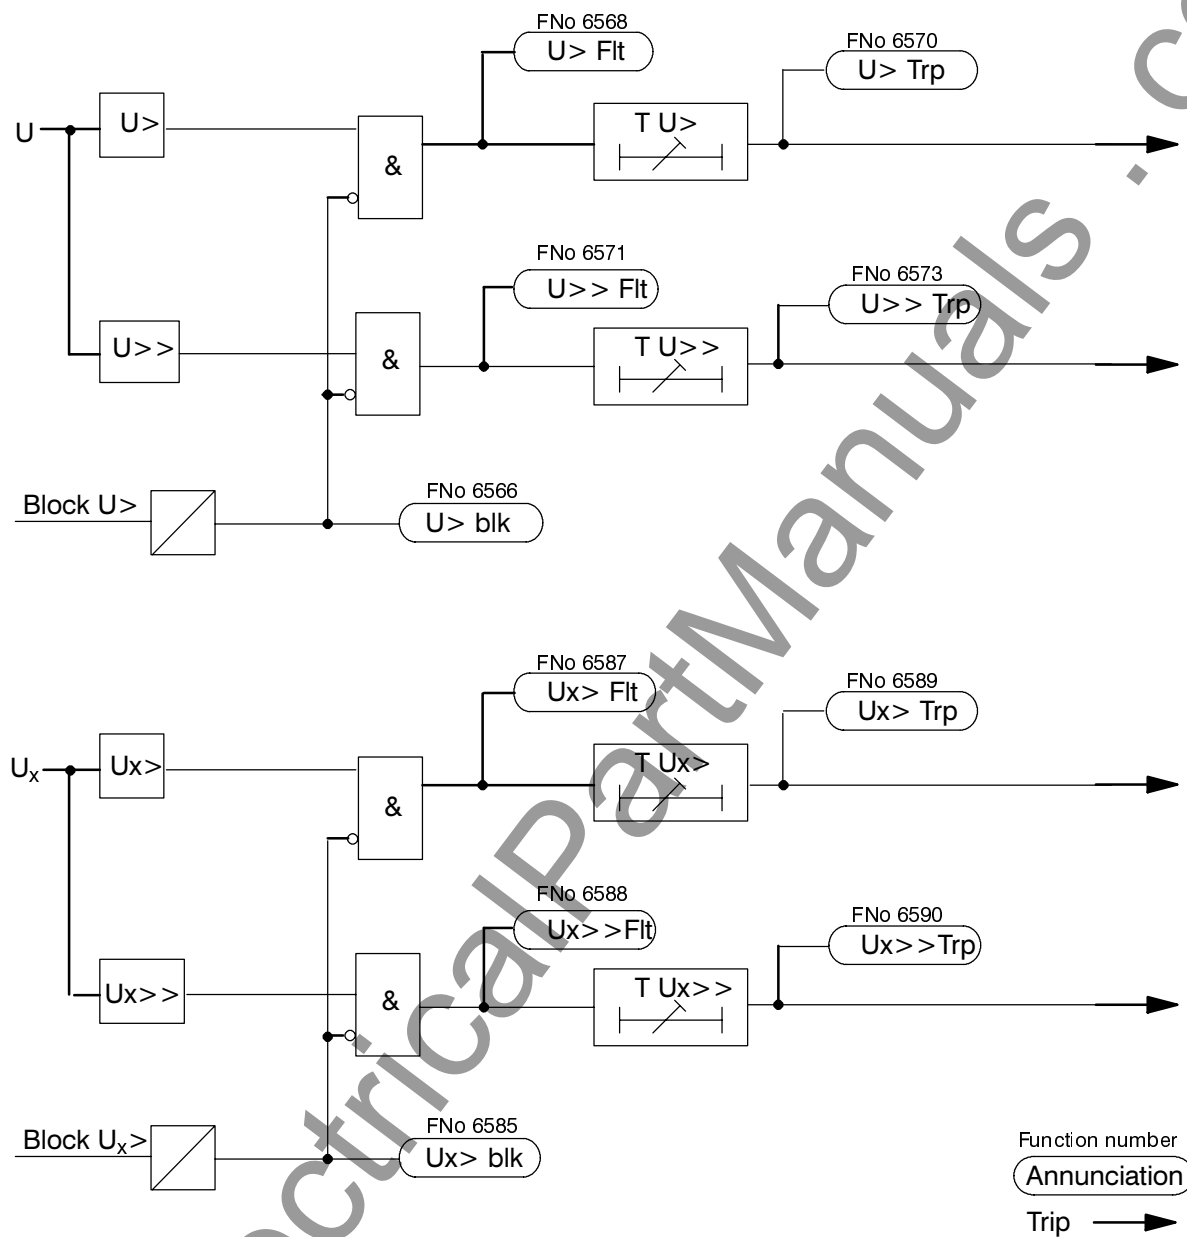 FNo 6568
U> Flt
FNo 6570
U> Trp
U
U>
&
T U>
FNo 6571
U>> Flt
FNo 6573
U>> Trp
U>>
&
T U>>
Block U>
FNo 6566
U> blk
FNo 6587
Ux> Flt
FNo 6589
Ux> Trp
Ux
Ux>
&
T Ux>
FNo 6588
Ux>>Flt
FNo 6590
Ux>>Trp
Ux>>
&
T Ux>>
Block Ux>
FNo 6585
Ux> blk
Function number
Annunciation
Trip
ectricalPartManuals . c